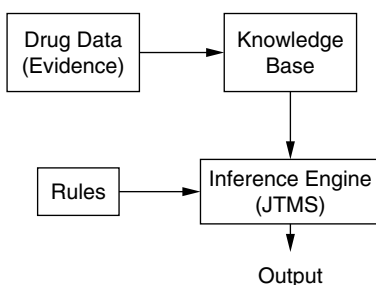 Drug Data
(Evidence)
Knowledge
Base
Rules
Inference Engine
(JTMS)
Output